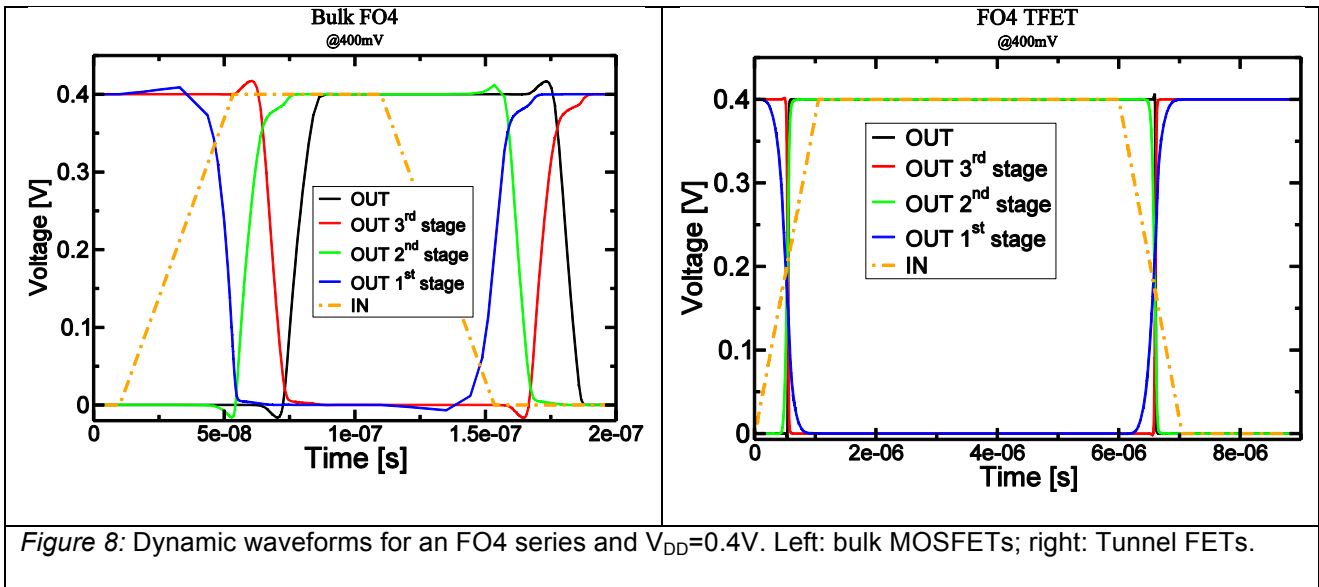 Bulk FO4
@400mV
0.4
0.3
0.2
0.1
0
Voltage [V]
OUT
OUT 3rd stage
OUT 2nd stage
OUT 1st stage
IN
0
5e-08
1e-07
1.5e-07
2e-07
Time [s]
FO4 TFET
@400mV
0.4
0.3
0.2
0.1
0
Voltage [V]
OUT
OUT 3rd stage
OUT 2nd stage
OUT 1st stage
IN
0
2e-06
4e-06
6e-06
8e-06
Time [s]
Figure 8: Dynamic waveforms for an FO4 series and VDD=0.4V. Left: bulk MOSFETs; right: Tunnel FETs.